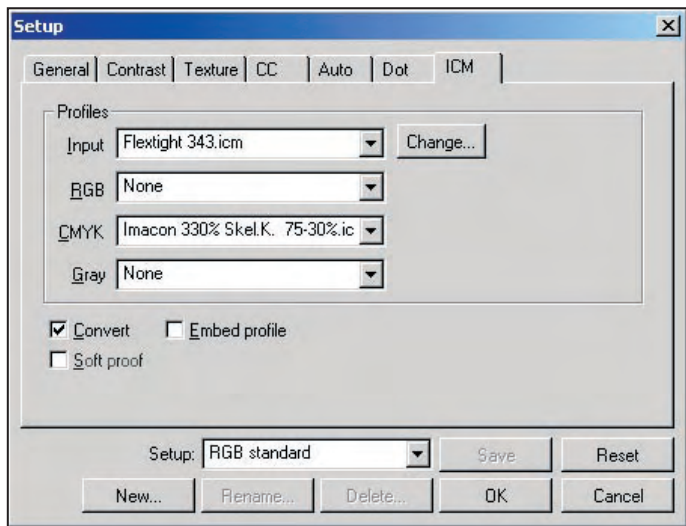 Setup
General Contrast Texture CC Auto Dot ICM
Profiles
Input Flextight 343.icm Change...
RGB None
CMYK Imacon 330% Skel.K. 75-30%.ic
Gray None
Convert Embed profile
Soft proof
Setup: RGB standard Save Reset
New... Rename... Delete... OK Cancel